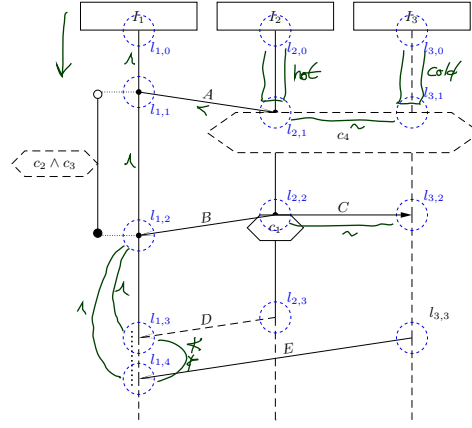 I₁ I₂ I₃
l₁,₀ l₂,₀ l₃,₀
hot cold
A
l₁,₁ l₂,₁ l₃,₁
c₄
c₂ ∧ c₃
l₁,₂ l₂,₂ l₃,₂
B C
c₁
l₁,₃ l₂,₃ l₃,₃
D
E
l₁,₄